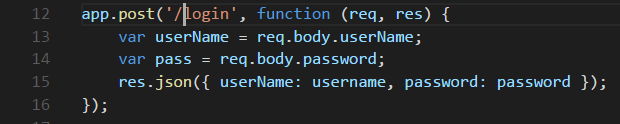 12 app.post('/login', function (req, res) {
13     var userName = req.body.userName;
14     var pass = req.body.password;
15     res.json({ userName: username, password: password });
16 });
17